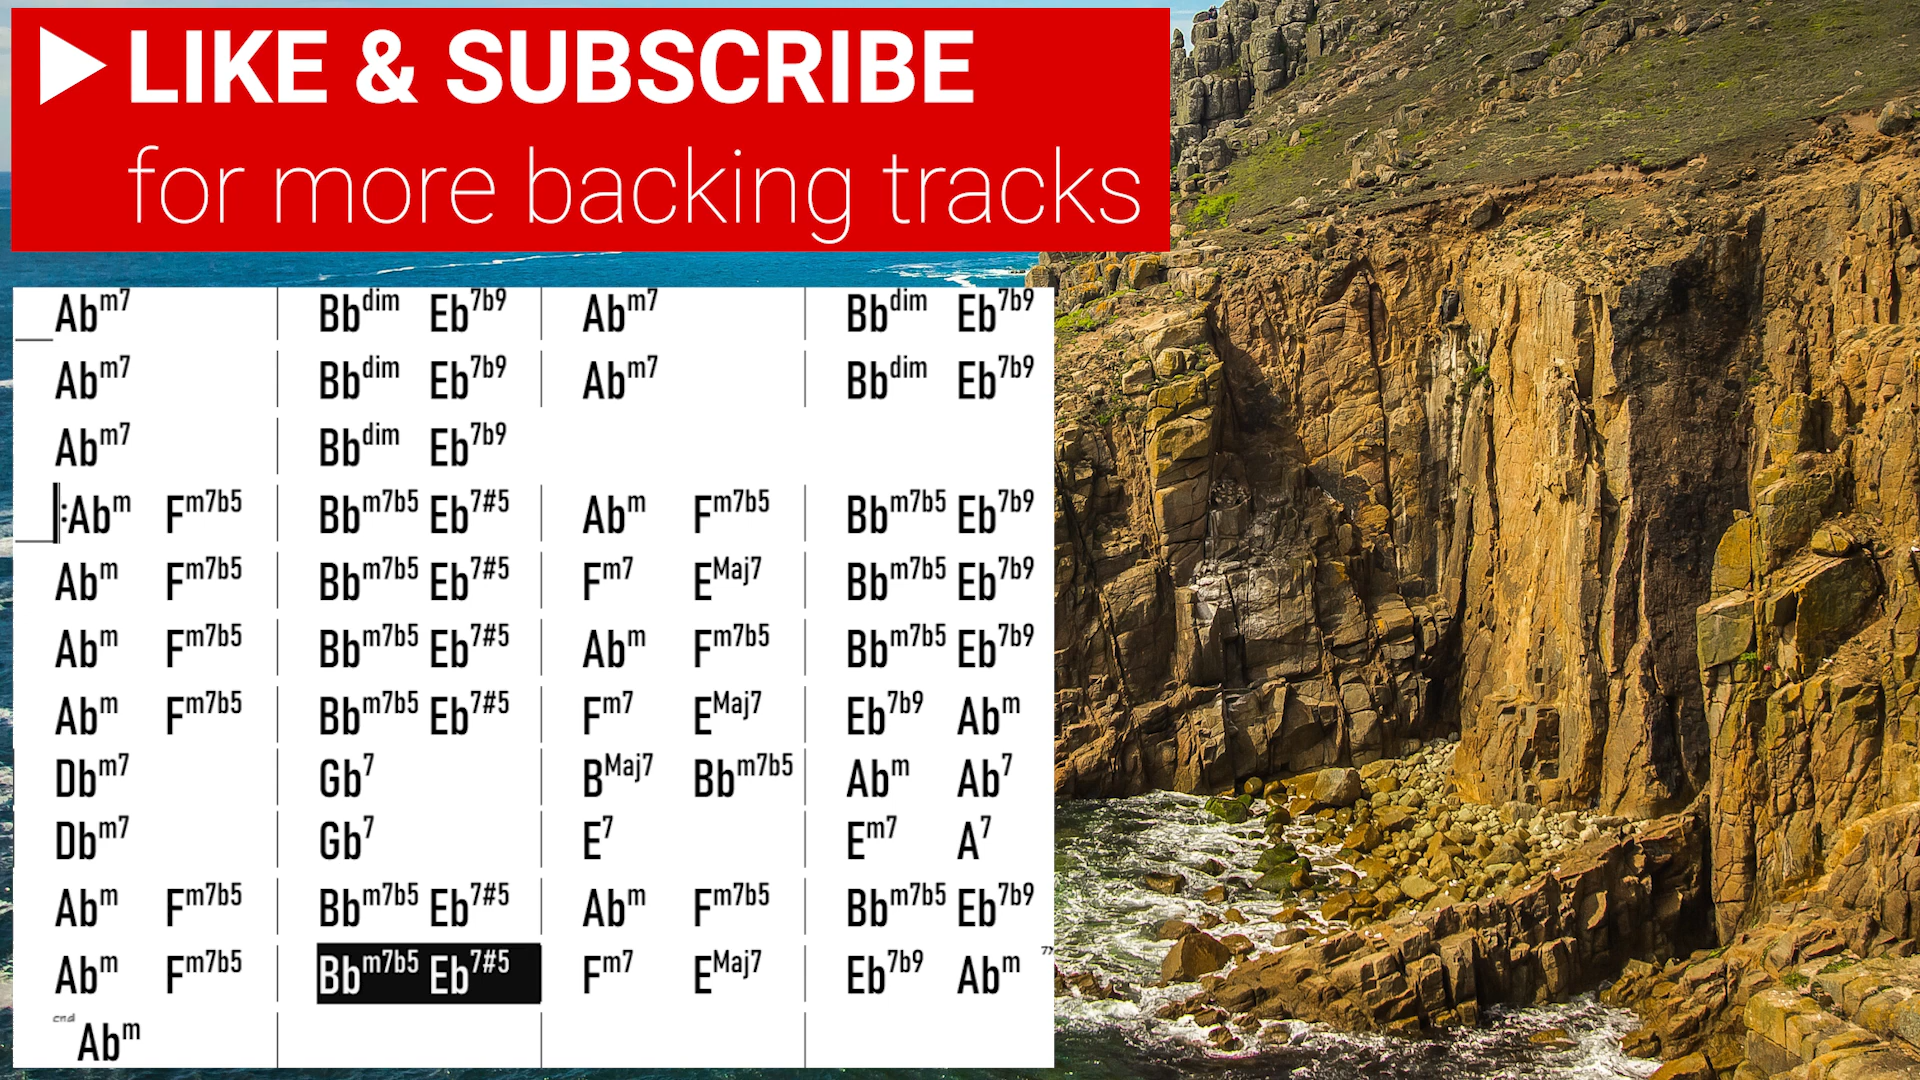 LIKE & SUBSCRIBE
for more backing tracks
Abm7 Bbdim Eb7b9 Abm7 Bbdim Eb7b9
Abm7 Bbdim Eb7b9 Abm7 Bbdim Eb7b9
Abm7 Bbdim Eb7b9
:Abm Fm7b5 Bbm7b5 Eb7#5 Abm Fm7b5 Bbm7b5 Eb7b9
Abm Fm7b5 Bbm7b5 Eb7#5 Fm7 EMaj7 Bbm7b5 Eb7b9
Abm Fm7b5 Bbm7b5 Eb7#5 Abm Fm7b5 Bbm7b5 Eb7b9
Abm Fm7b5 Bbm7b5 Eb7#5 Fm7 EMaj7 Eb7b9 Abm
Dbm7 Gb7 BMaj7 Bbm7b5 Abm Ab7
Dbm7 Gb7 E7 Em7 A7
Abm Fm7b5 Bbm7b5 Eb7#5 Abm Fm7b5 Bbm7b5 Eb7b9
Abm Fm7b5 Bbm7b5 Eb7#5 Fm7 EMaj7 Eb7b9 Abm
end
Abm